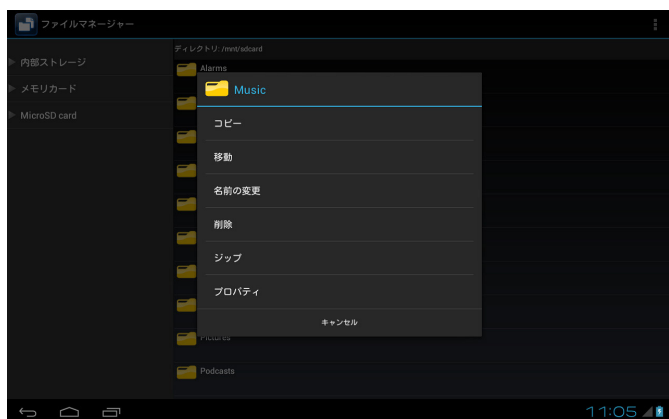 ファイルマネージャー
内部ストレージ
メモリカード
MicroSD card
ディレクトリ: /mnt/sdcard
Alarms
Music
コピー
移動
名前の変更
削除
ジップ
プロパティ
キャンセル
Pictures
Podcasts
11:05